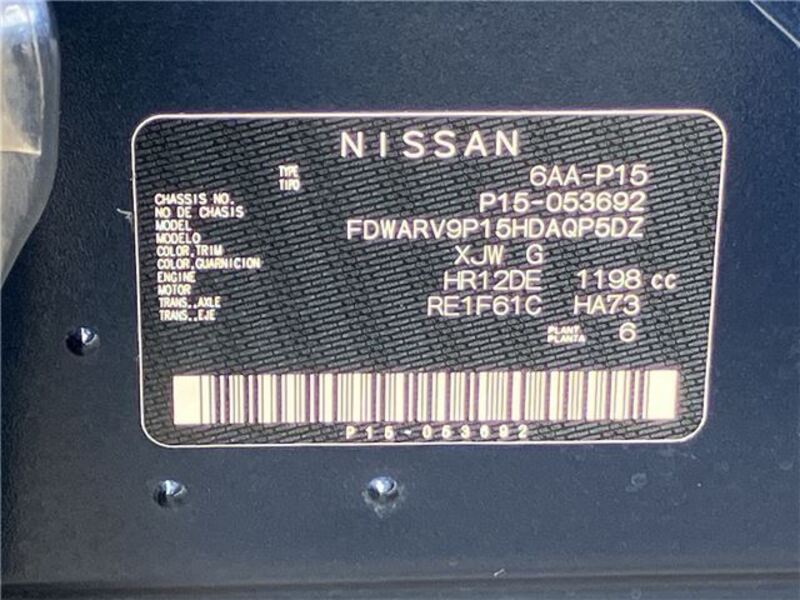 NISSAN
TYPE
TIPO
6AA-P15
CHASSIS NO.
NO DE CHASIS
P15-053692
MODEL
MODELO
FDWARV9P15HDAQP5DZ
COLOR,TRIM
COLOR,GUARNICION
XJW G
ENGINE
MOTOR
HR12DE 1198 cc
TRANS.,AXLE
TRANS.,EJE
RE1F61C HA73
PLANT
PLANTA
6
P15-053692